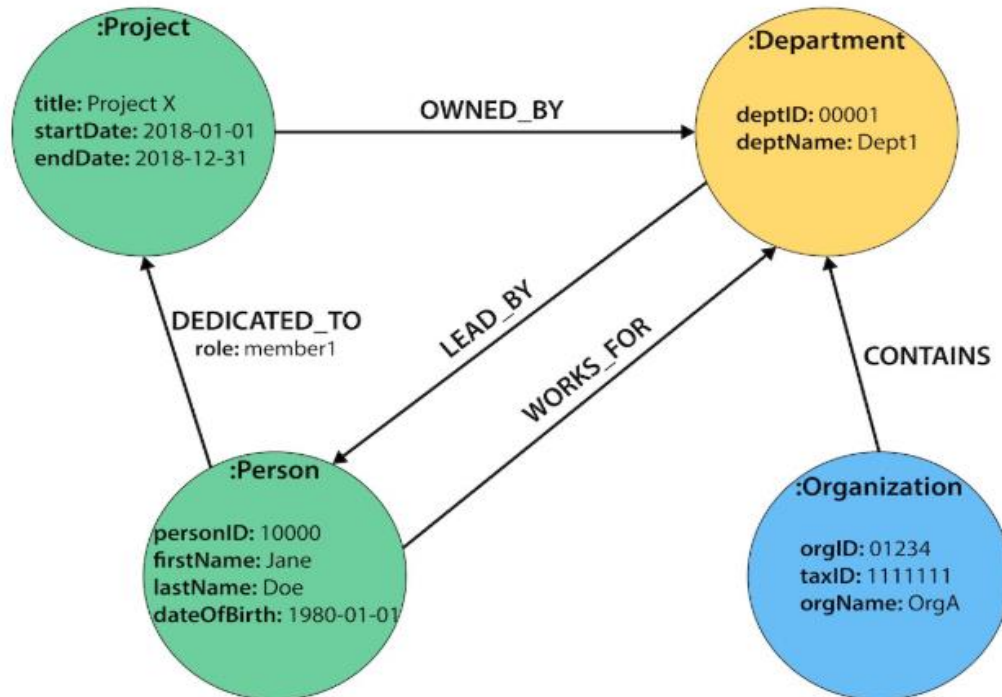 :Project
title: Project X
startDate: 2018-01-01
endDate: 2018-12-31
OWNED_BY
:Department
deptID: 00001
deptName: Dept1
DEDICATED_TO
role: member1
LEAD_BY
WORKS_FOR
CONTAINS
:Person
personID: 10000
firstName: Jane
lastName: Doe
dateOfBirth: 1980-01-01
:Organization
orgID: 01234
taxID: 1111111
orgName: OrgA